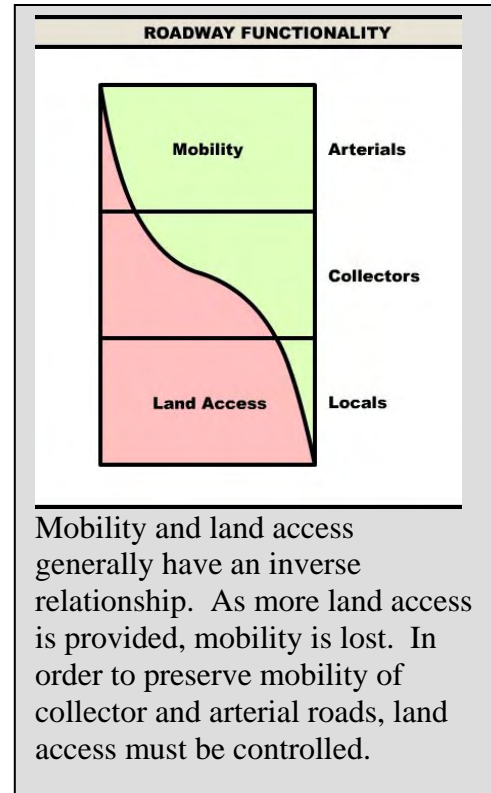 ROADWAY FUNCTIONALITY
Mobility
Arterials
Collectors
Land Access
Locals
Mobility and land access
generally have an inverse
relationship.  As more land access
is provided, mobility is lost.  In
order to preserve mobility of
collector and arterial roads, land
access must be controlled.